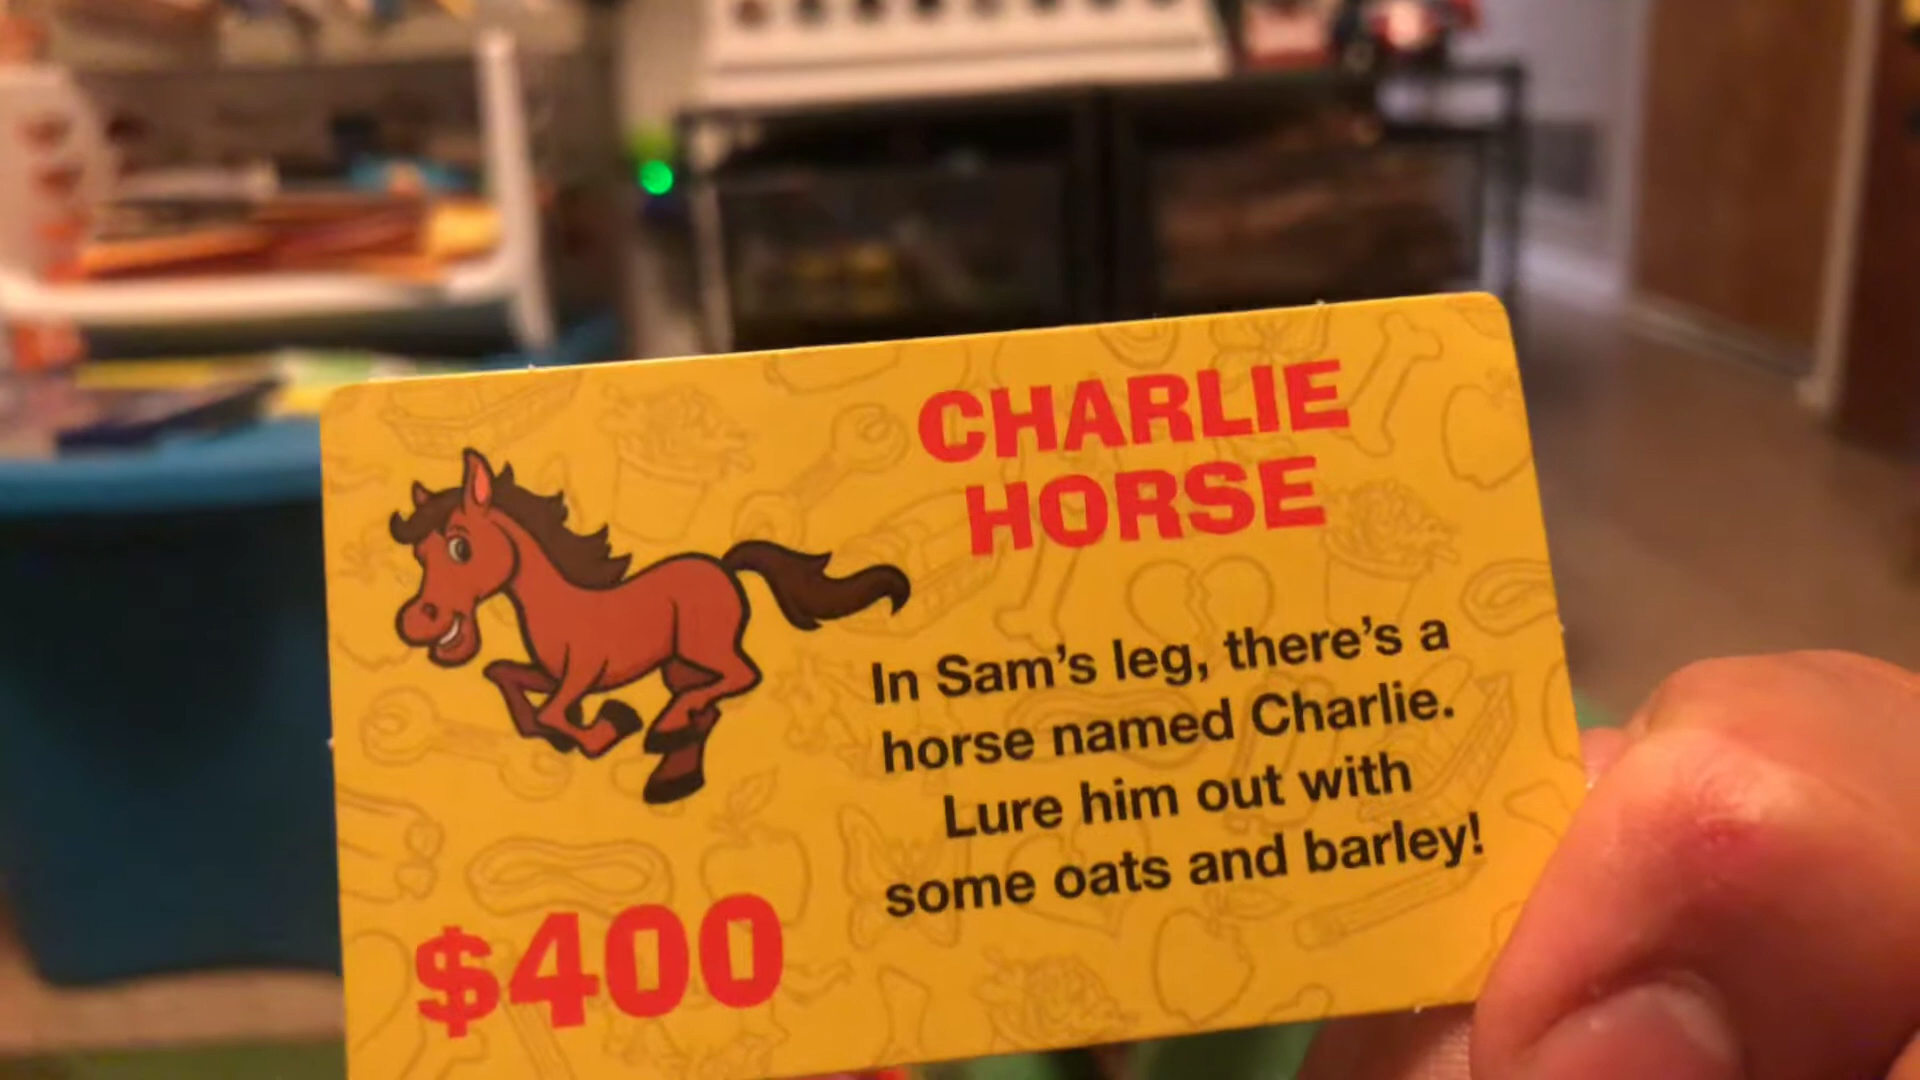 CHARLIE
HORSE
In Sam's leg, there's a
horse named Charlie.
Lure him out with
some oats and barley!
$400